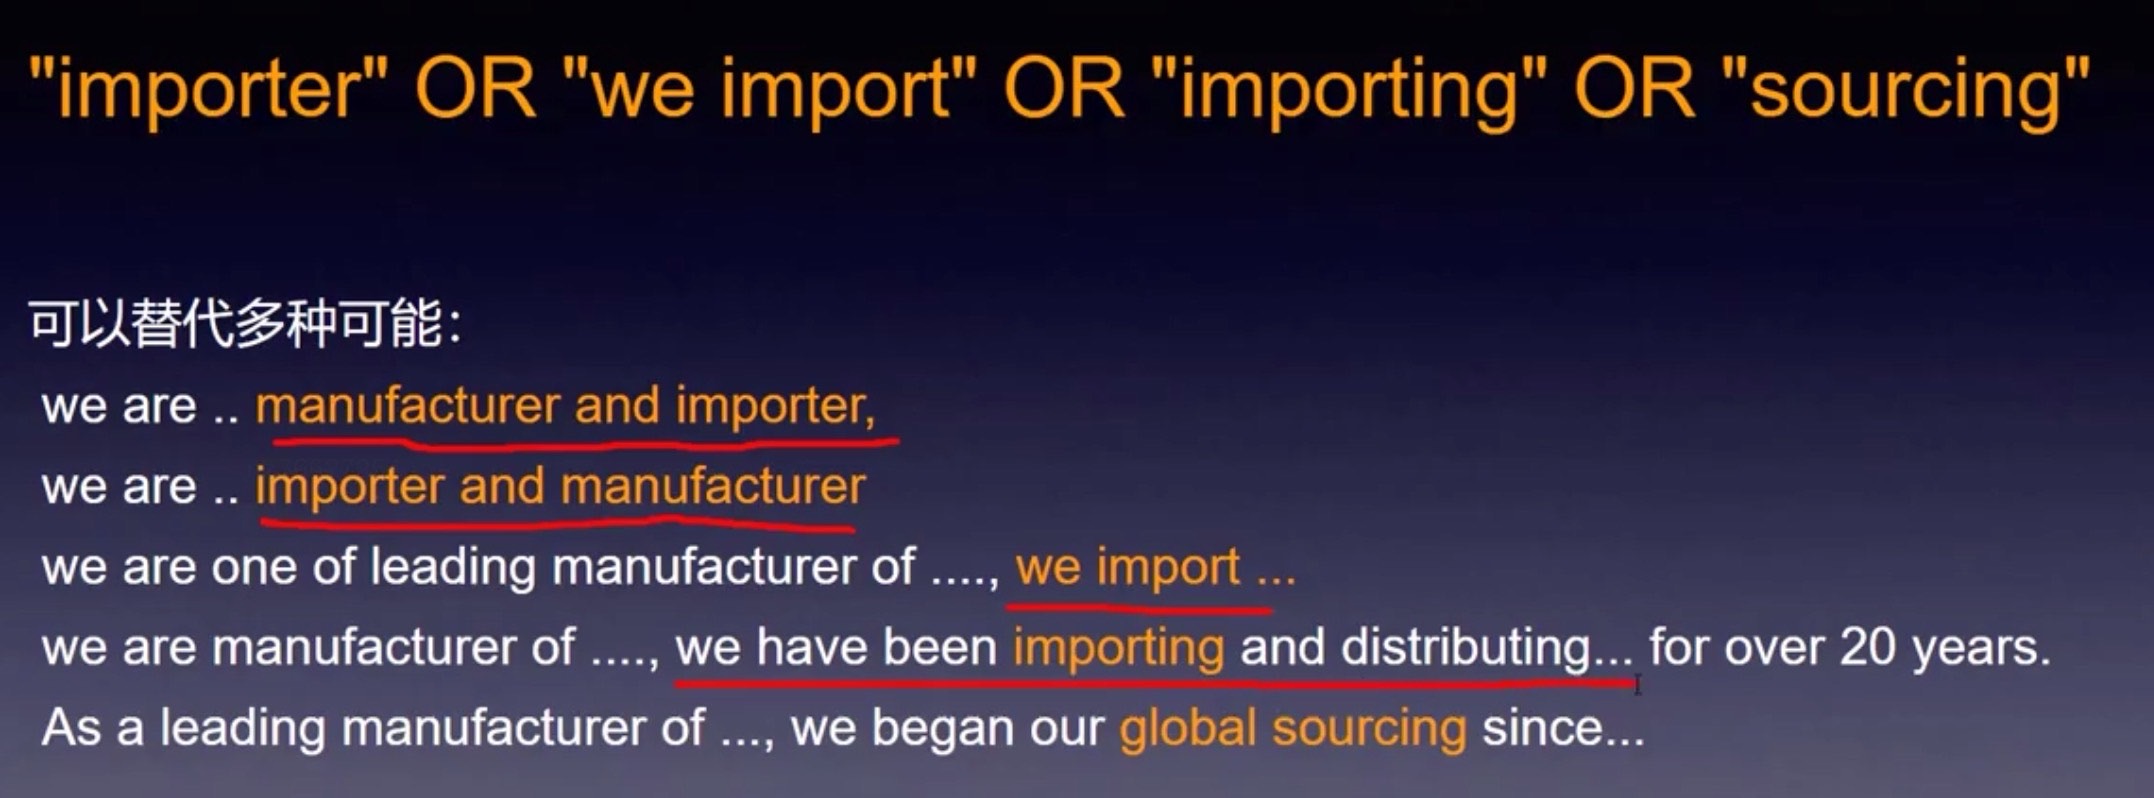 "importer" OR "we import" OR "importing" OR "sourcing"
可以替代多种可能：
we are .. manufacturer and importer,
we are .. importer and manufacturer
we are one of leading manufacturer of ...., we import ...
we are manufacturer of ...., we have been importing and distributing... for over 20 years.
As a leading manufacturer of ..., we began our global sourcing since...